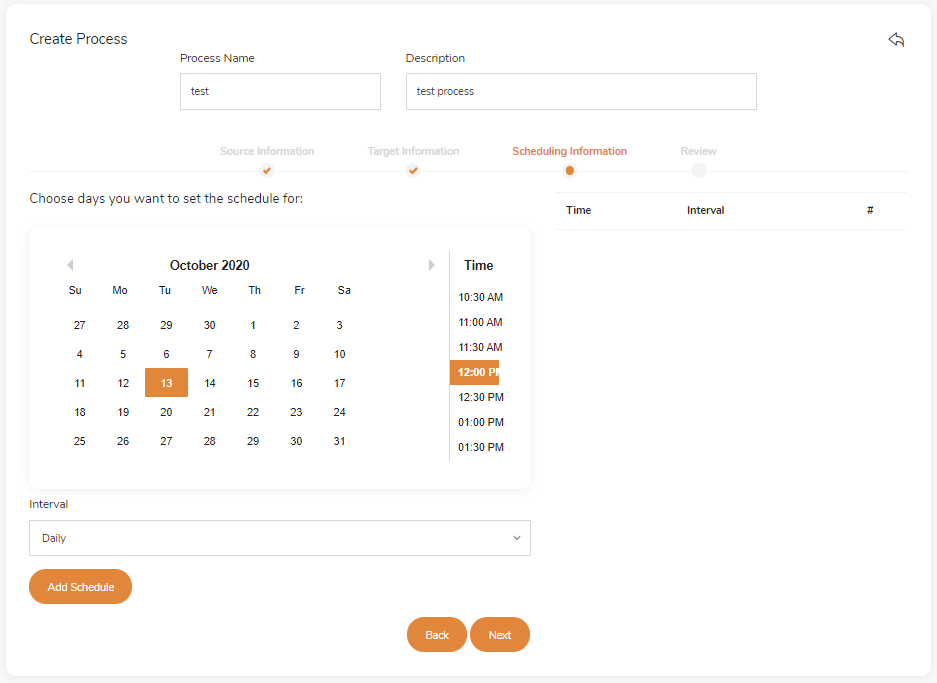 Create Process
Process Name Description
test test process
Source Information Target Information Scheduling Information Review
Choose days you want to set the schedule for:
Time Interval #
October 2020
Su Mo Tu We Th Fr Sa
27 28 29 30 1 2 3
4 5 6 7 8 9 10
11 12 13 14 15 16 17
18 19 20 21 22 23 24
25 26 27 28 29 30 31
Time
10:30 AM
11:00 AM
11:30 AM
12:00 PM
12:30 PM
01:00 PM
01:30 PM
Interval
Daily
Add Schedule
Back Next